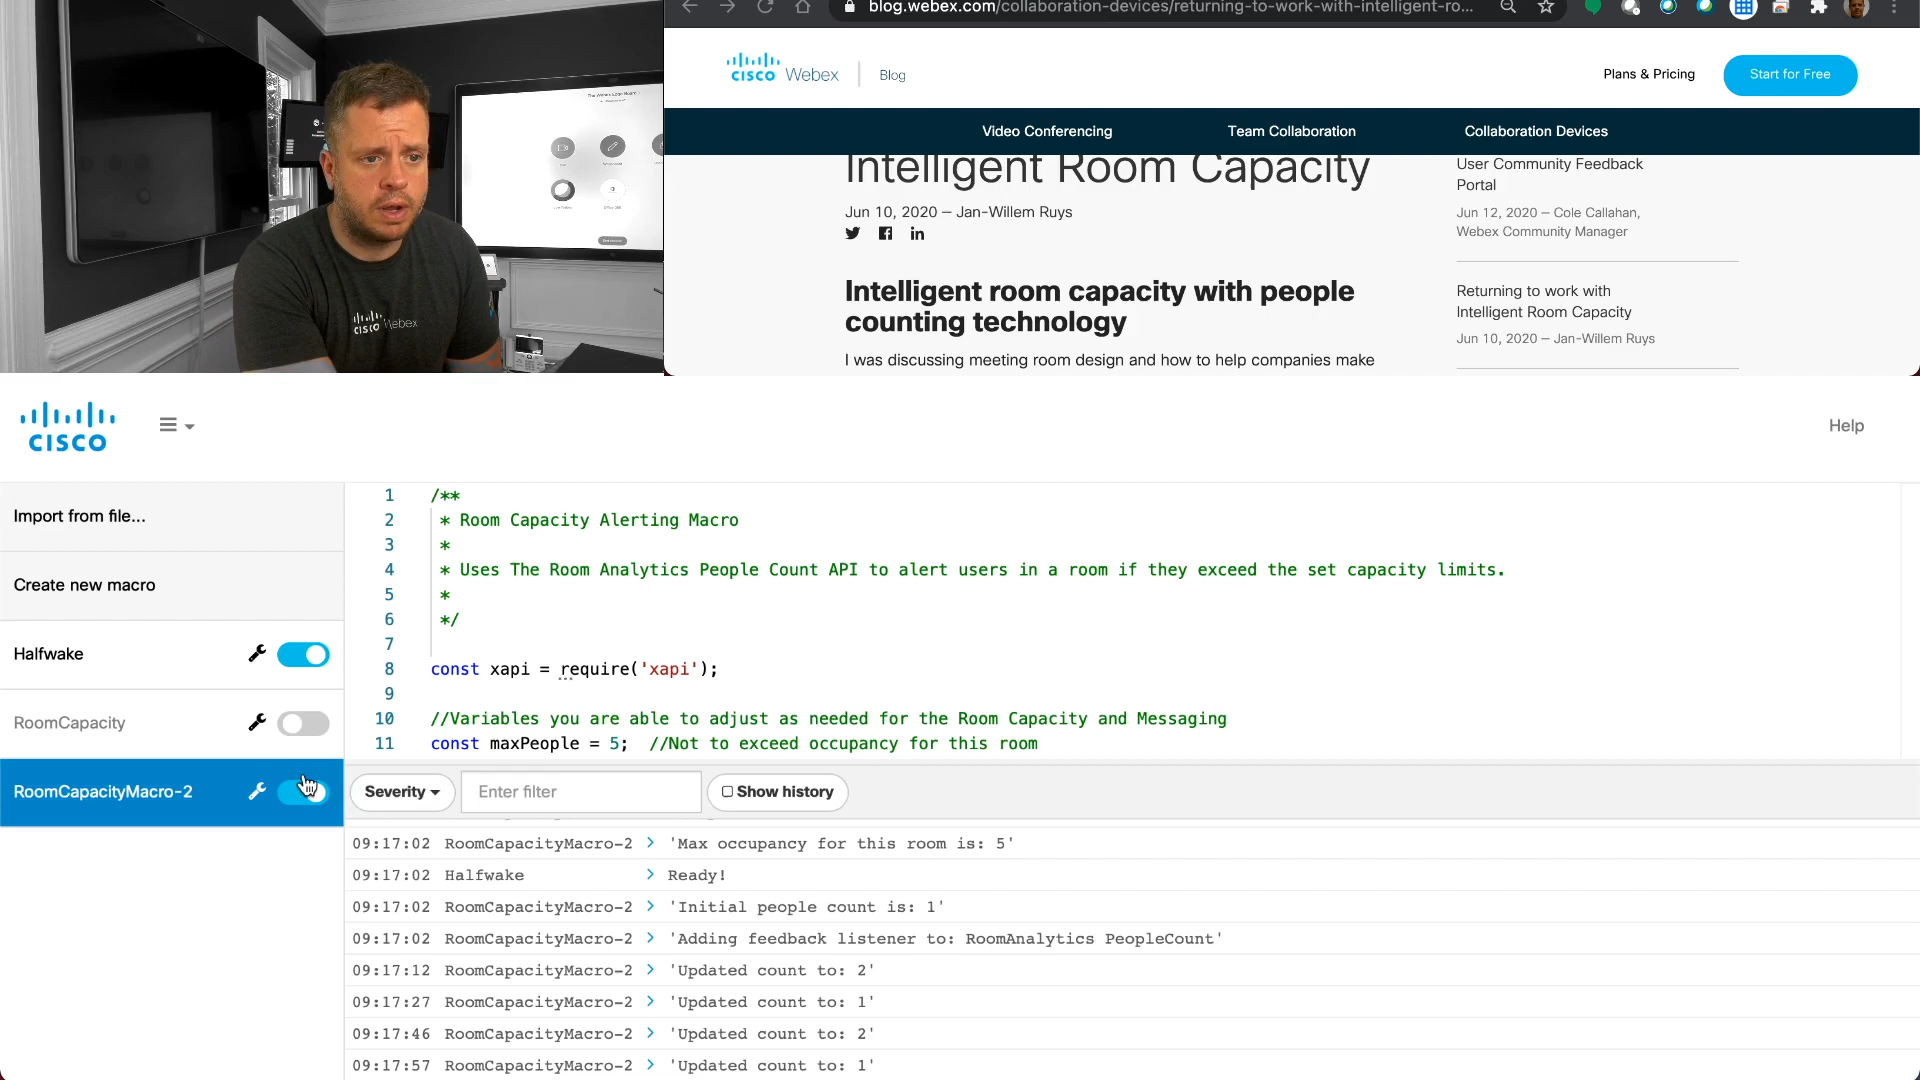 blog.webex.com/collaboration-devices/returning-to-work-with-intelligent-ro...
cisco Webex Blog
Plans & Pricing
Start for Free
Video Conferencing
Team Collaboration
Collaboration Devices
Intelligent Room Capacity
Jun 10, 2020 — Jan-Willem Ruys
in
Intelligent room capacity with people
counting technology
I was discussing meeting room design and how to help companies make
User Community Feedback
Portal
Jun 12, 2020 — Cole Callahan,
Webex Community Manager
Returning to work with
Intelligent Room Capacity
Jun 10, 2020 — Jan-Willem Ruys
cisco Webex
cisco
Help
Import from file...
Create new macro
Halfwake
RoomCapacity
RoomCapacityMacro-2
1 /**
2 * Room Capacity Alerting Macro
3 *
4 * Uses The Room Analytics People Count API to alert users in a room if they exceed the set capacity limits.
5 *
6 */
7
8 const xapi = require('xapi');
9
10 //Variables you are able to adjust as needed for the Room Capacity and Messaging
11 const maxPeople = 5; //Not to exceed occupancy for this room
Severity
Enter filter
Show history
09:17:02 RoomCapacityMacro-2 > 'Max occupancy for this room is: 5'
09:17:02 Halfwake > Ready!
09:17:02 RoomCapacityMacro-2 > 'Initial people count is: 1'
09:17:02 RoomCapacityMacro-2 > 'Adding feedback listener to: RoomAnalytics PeopleCount'
09:17:12 RoomCapacityMacro-2 > 'Updated count to: 2'
09:17:27 RoomCapacityMacro-2 > 'Updated count to: 1'
09:17:46 RoomCapacityMacro-2 > 'Updated count to: 2'
09:17:57 RoomCapacityMacro-2 > 'Updated count to: 1'